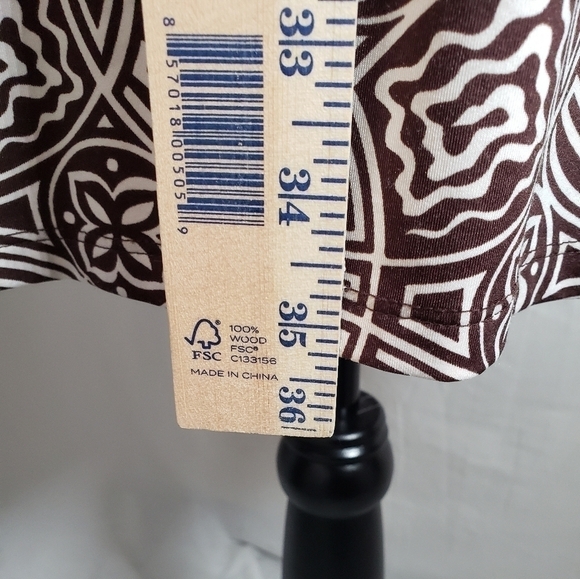 33
8 57018 00505 9
34
35
FSC
100%
WOOD
FSC®
C133156
MADE IN CHINA
36